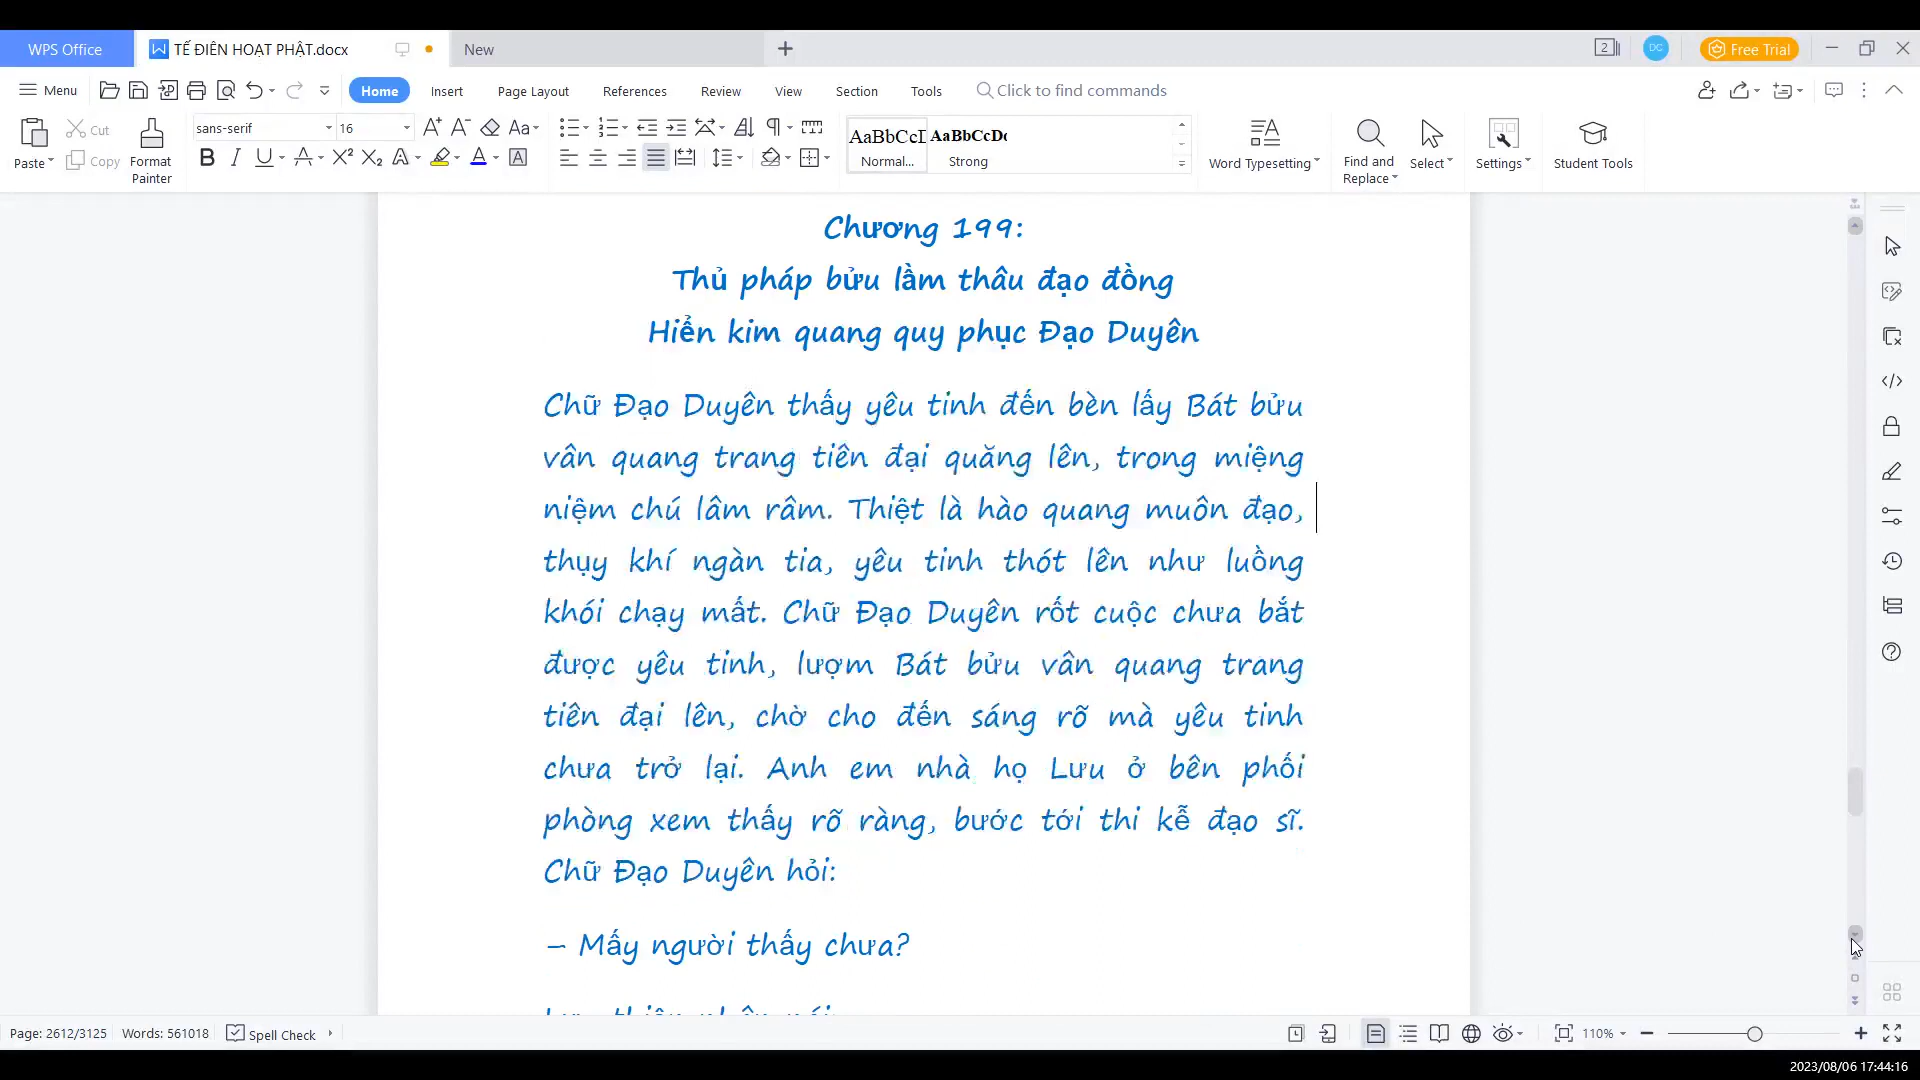 WPS Office
TẾ ĐIÊN HOẠT PHẬT.docx
New
2
DC
Free Trial
Menu
Home
Insert
Page Layout
References
Review
View
Section
Tools
Click to find commands
Paste
Cut
Copy
Format Painter
sans-serif
16
AaBbCcD
Normal...
AaBbCcDd
Strong
Word Typesetting
Find and Replace
Select
Settings
Student Tools
Chương 199:
Thủ pháp bửu lầm thâu đạo đồng
Hiển kim quang quy phục Đạo Duyên
Chữ Đạo Duyên thấy yêu tinh đến bèn lấy Bát bửu
vân quang trang tiên đại quăng lên, trong miệng
niệm chú lâm râm. Thiệt là hào quang muôn đạo,
thụy khí ngàn tia, yêu tinh thót lên như luồng
khói chạy mất. Chữ Đạo Duyên rốt cuộc chưa bắt
được yêu tinh, lượm Bát bửu vân quang trang
tiên đại lên, chờ cho đến sáng rõ mà yêu tinh
chưa trở lại. Anh em nhà họ Lưu ở bên phối
phòng xem thấy rõ ràng, bước tới thi kễ đạo sĩ.
Chữ Đạo Duyên hỏi:
– Mấy người thấy chưa?
Page: 2612/3125
Words: 561018
Spell Check
110%
2023/08/06 17:44:16